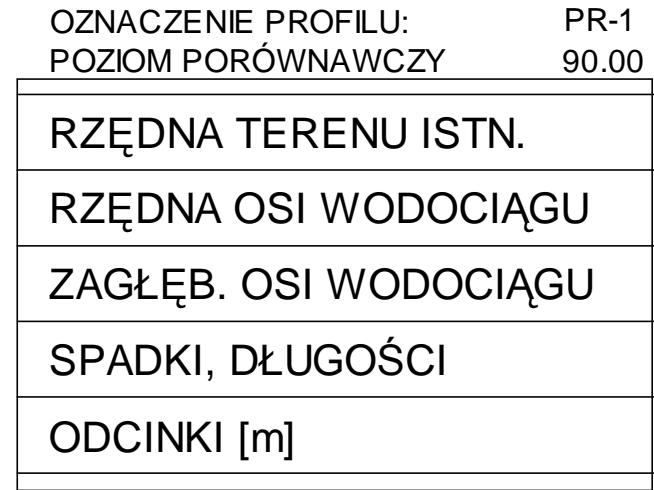 OZNACZENIE PROFILU: PR-1
POZIOM PORÓWNAWCZY 90.00
RZĘDNA TERENU ISTN.
RZĘDNA OSI WODOCIĄGU
ZAGŁĘB. OSI WODOCIĄGU
SPADKI, DŁUGOŚCI
ODCINKI [m]